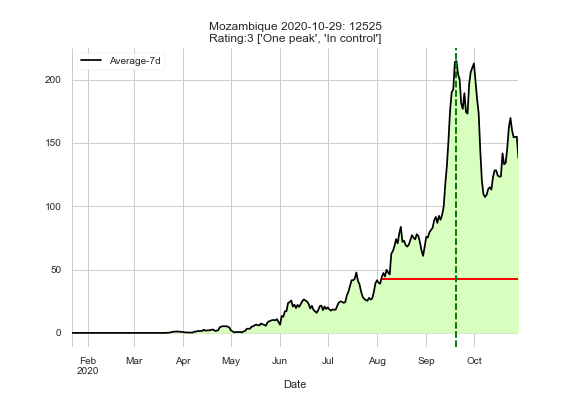 Mozambique 2020-10-29: 12525
Rating:3 ['One peak', 'In control']
Average-7d
200
150
100
50
0
Feb Mar Apr May Jun Jul Aug Sep Oct
2020
Date